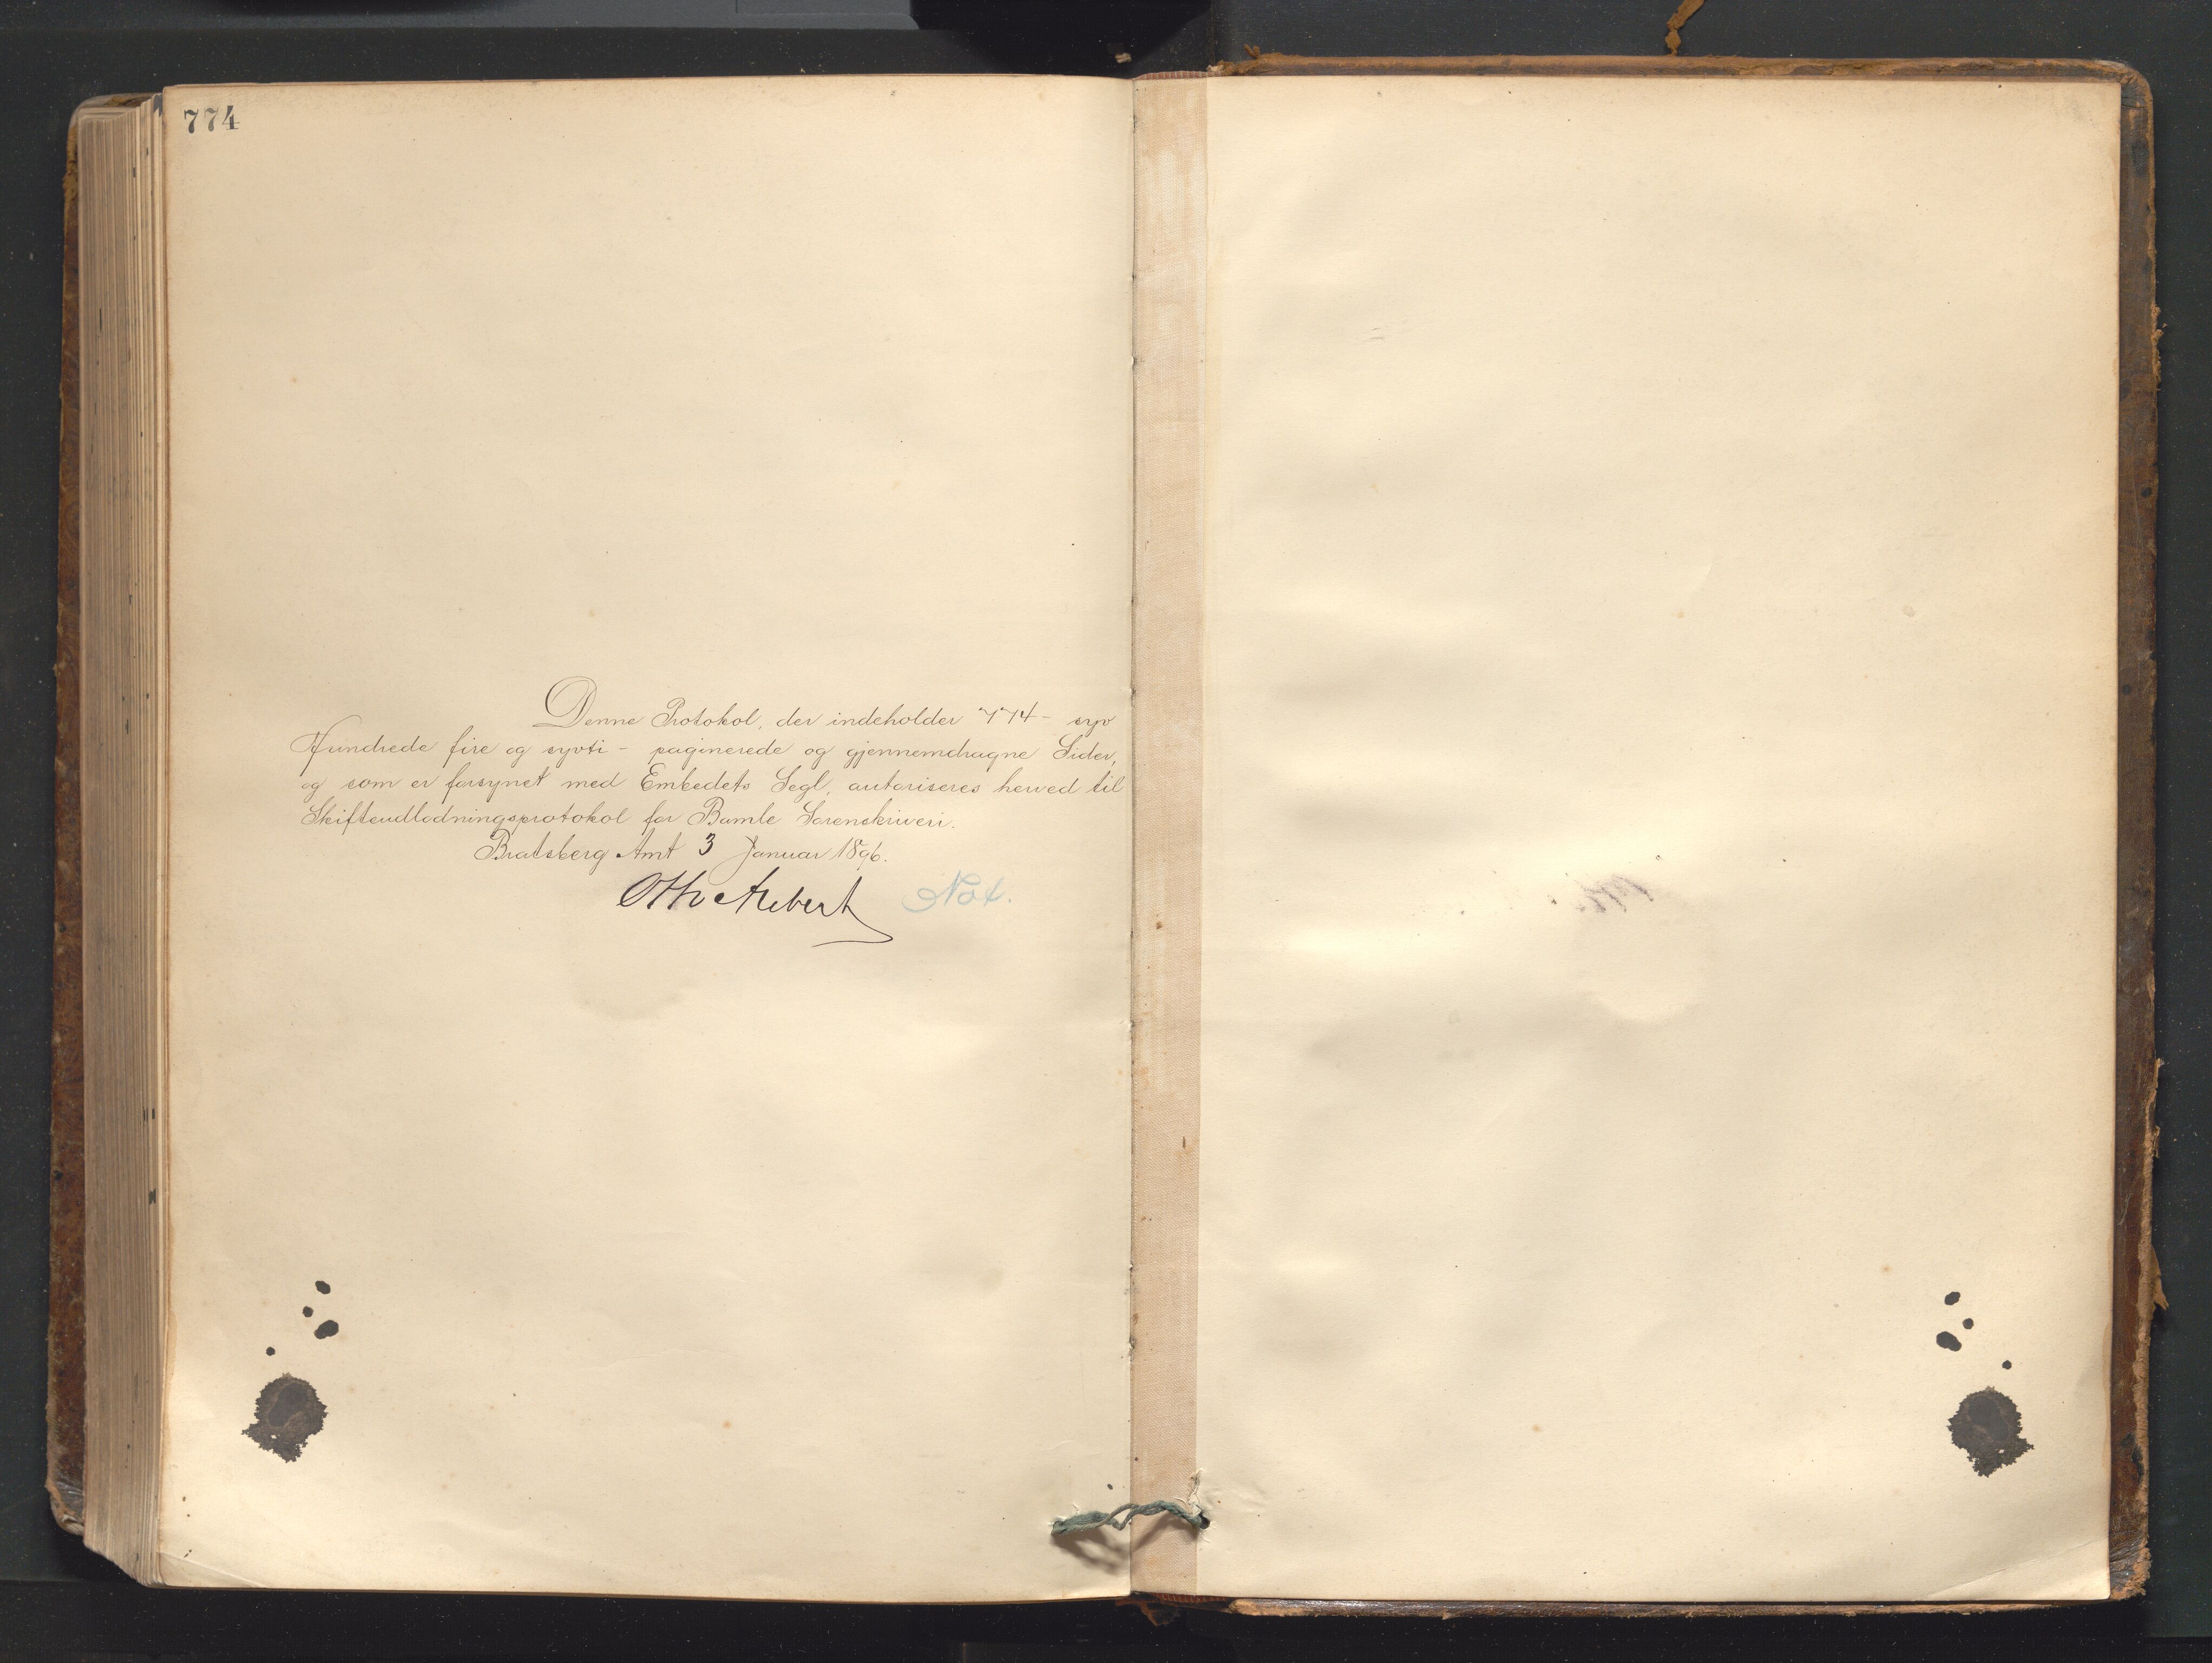 774
Denne Protokol, der indeholder 774 - syv
Hundrede fire og syvti - paginerede og gjennemdragne Sider,
og som er forsynet med Embedets Segl, autoriseres herved til
Skifteudlodningsprotokol for Bamle Sorenskriveri.
Bratsberg Amt 3 Januar 1896.
Otto Aubert